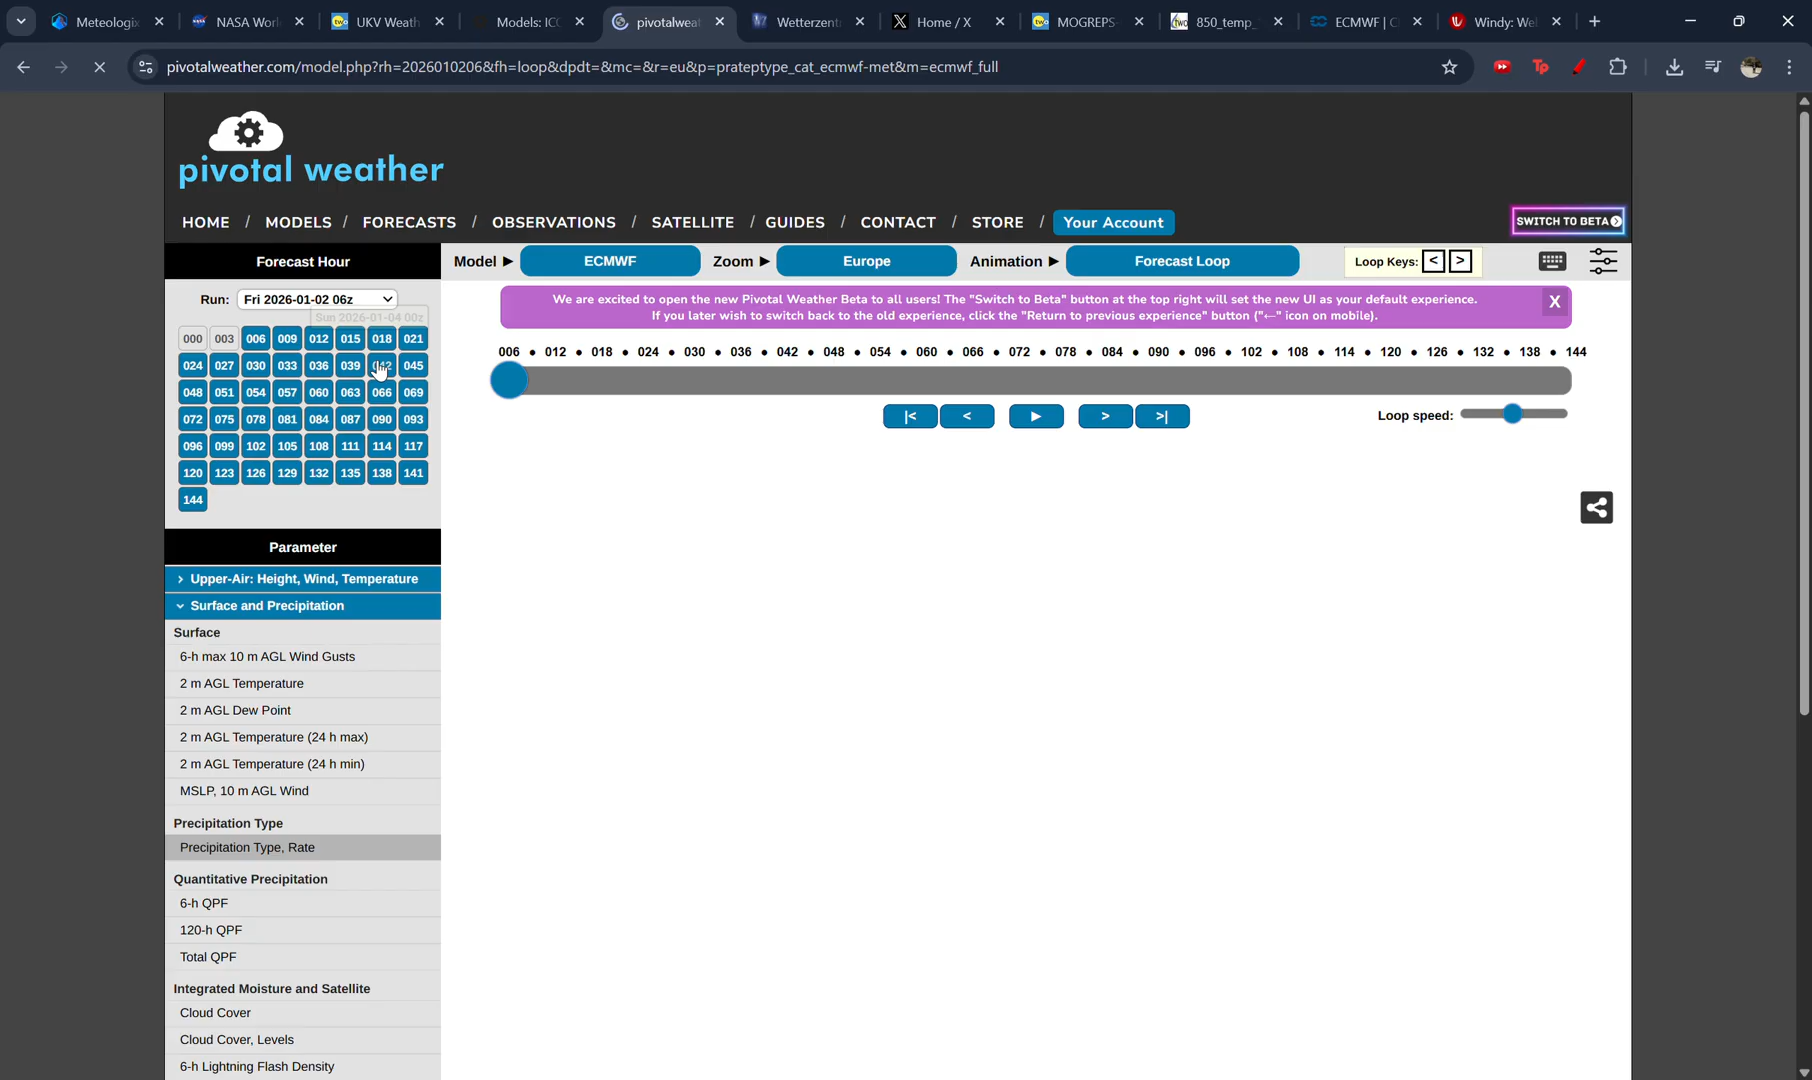 Meteologi
NASA Wor
UKV Weath
Models: IC
pivotalweat
Wetterzent
Home / X
MOGREPS-
850_temp_
ECMWF | C
Windy: We
pivotalweather.com/model.php?rh=2026010206&fh=loop&dpdt=&mc=&r=eu&p=prateptype_cat_ecmwf-met&m=ecmwf_full
pivotal weather
HOME / MODELS / FORECASTS / OBSERVATIONS / SATELLITE / GUIDES / CONTACT / STORE / Your Account
SWITCH TO BETA
Forecast Hour
Model ▶ ECMWF Zoom ▶ Europe Animation ▶ Forecast Loop
Loop Keys: < >
Run: Fri 2026-01-02 06z
Sun 2026-01-04 00z
000 003 006 009 012 015 018 021
024 027 030 033 036 039 042 045
048 051 054 057 060 063 066 069
072 075 078 081 084 087 090 093
096 099 102 105 108 111 114 117
120 123 126 129 132 135 138 141
144
We are excited to open the new Pivotal Weather Beta to all users! The "Switch to Beta" button at the top right will set the new UI as your default experience.
If you later wish to switch back to the old experience, click the "Return to previous experience" button ("←" icon on mobile).
X
006 • 012 • 018 • 024 • 030 • 036 • 042 • 048 • 054 • 060 • 066 • 072 • 078 • 084 • 090 • 096 • 102 • 108 • 114 • 120 • 126 • 132 • 138 • 144
|< < ▶ > >|
Loop speed:
Parameter
› Upper-Air: Height, Wind, Temperature
Surface and Precipitation
Surface
6-h max 10 m AGL Wind Gusts
2 m AGL Temperature
2 m AGL Dew Point
2 m AGL Temperature (24 h max)
2 m AGL Temperature (24 h min)
MSLP, 10 m AGL Wind
Precipitation Type
Precipitation Type, Rate
Quantitative Precipitation
6-h QPF
120-h QPF
Total QPF
Integrated Moisture and Satellite
Cloud Cover
Cloud Cover, Levels
6-h Lightning Flash Density